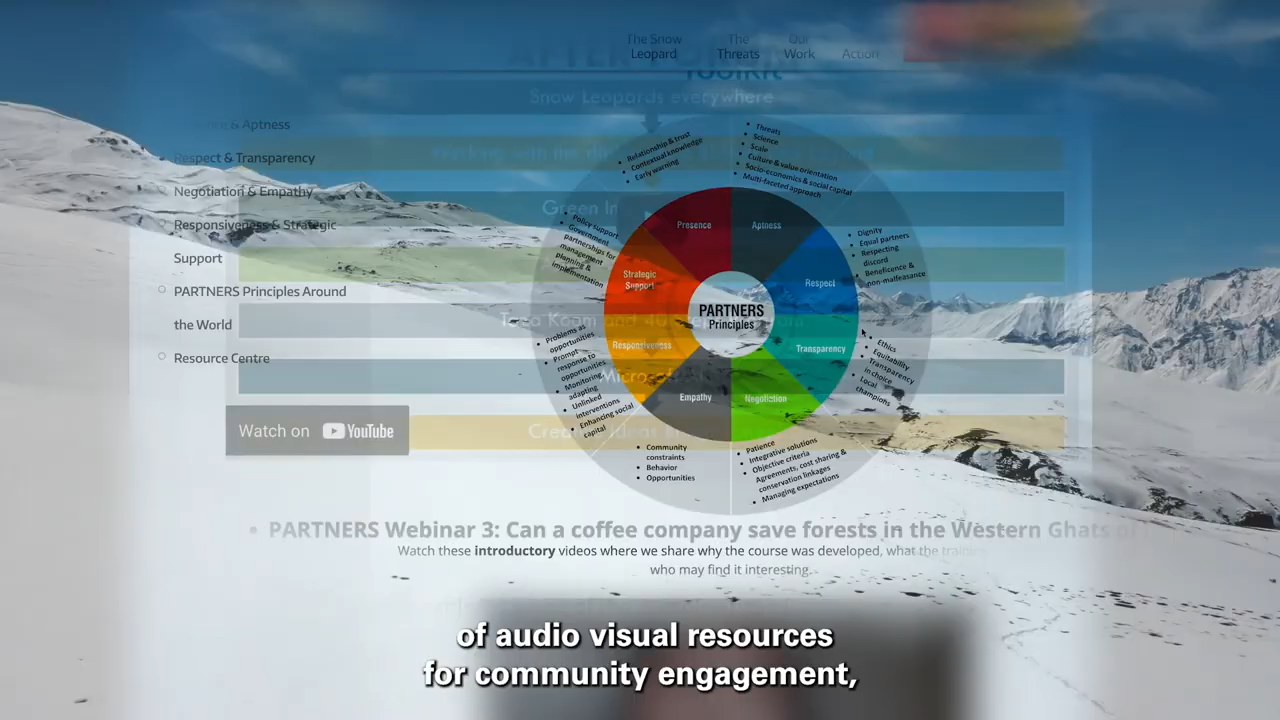 The Snow
Leopard
The
Threats
Our
Work
Action
Toolkit
Snow Leopards everywhere
& Aptness
Respect & Transparency
Negotiation & Empathy
Responsiveness & Strategic
Support
PARTNERS Principles Around
the World
Resource Centre
Green
Relationship & trust
Contextual knowledge
Early warning
Threats
Science
Scale
Culture & value orientation
Socio-economics & social capital
Multi-faceted approach
Policy support
Government
partnerships for
management
planning &
implementation
Dignity
Equal partners
Respecting
discord
Beneficence &
non-malfeasance
Presence
Aptness
Strategic
Support
Respect
PARTNERS
Principles
Responsiveness
Transparency
Empathy
Negotiation
Problems as
opportunities
Prompt
response to
opportunities
Monitoring
adapting
Unlinked
interventions
Enhancing social
capital
Ethics
Equitability
Transparency
in choice
Local
champions
Community
constraints
Behavior
Opportunities
Patience
Integrative solutions
Objective criteria
Agreements, cost sharing &
conservation linkages
Managing expectations
Watch on YouTube
PARTNERS Webinar 3: Can a coffee company save forests in the Western Ghats of
Watch these introductory videos where we share why the course was developed, what the
who may find it interesting.
of audio visual resources
for community engagement,